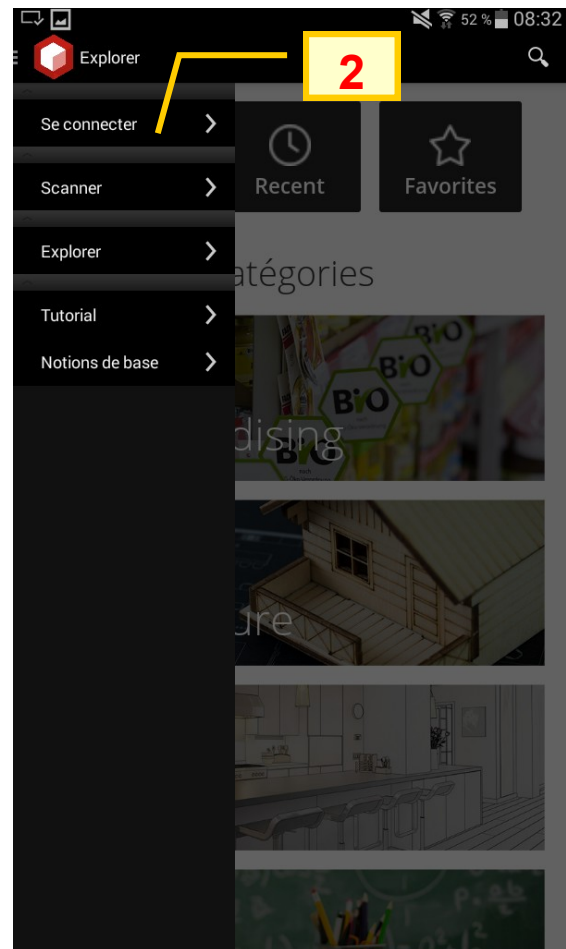 52 % 08:32
Explorer
2
Se connecter
Scanner
Explorer
Tutorial
Notions de base
Recent
Favorites
atégories
BiO
BiO
BiO
dising
ure